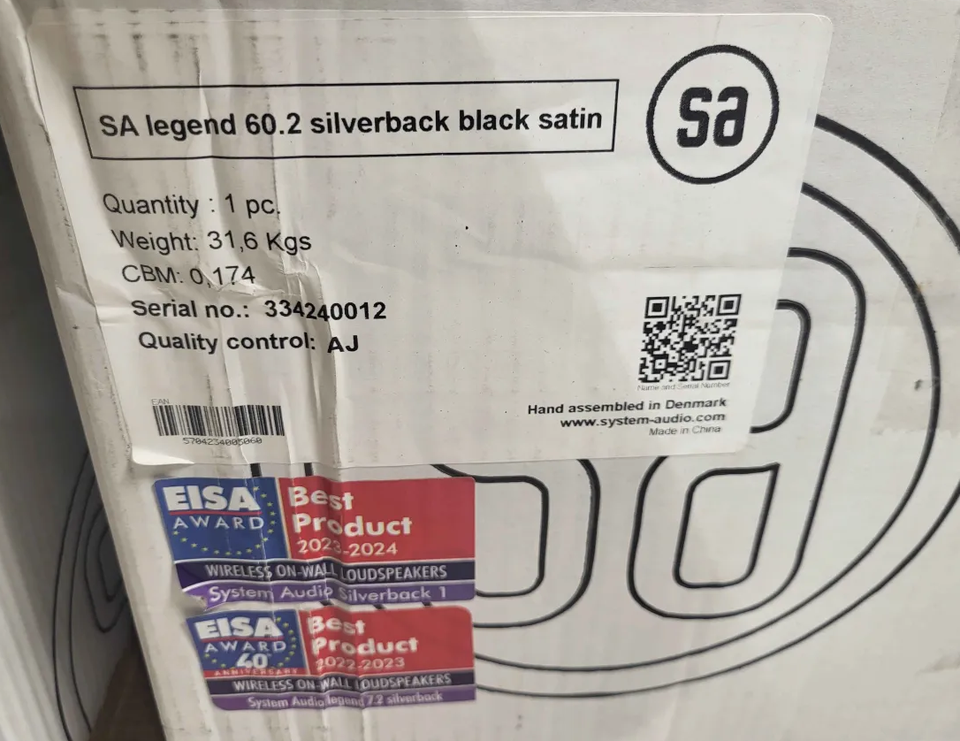 SA legend 60.2 silverback black satin
sa
Quantity : 1 pc.
Weight: 31,6 Kgs
CBM: 0,174
Serial no.: 334240012
Quality control: AJ
Name and Serial Number
Hand assembled in Denmark
www.system-audio.com
Made in China
EAN
5704234005060
EISA
AWARD
Best
Product
2023-2024
WIRELESS ON-WALL LOUDSPEAKERS
System Audio Silverback 1
EISA
AWARD
40
ANNIVERSARY
Best
Product
2022-2023
WIRELESS ON-WALL LOUDSPEAKERS
System Audio legend 7.2 silverback
sa